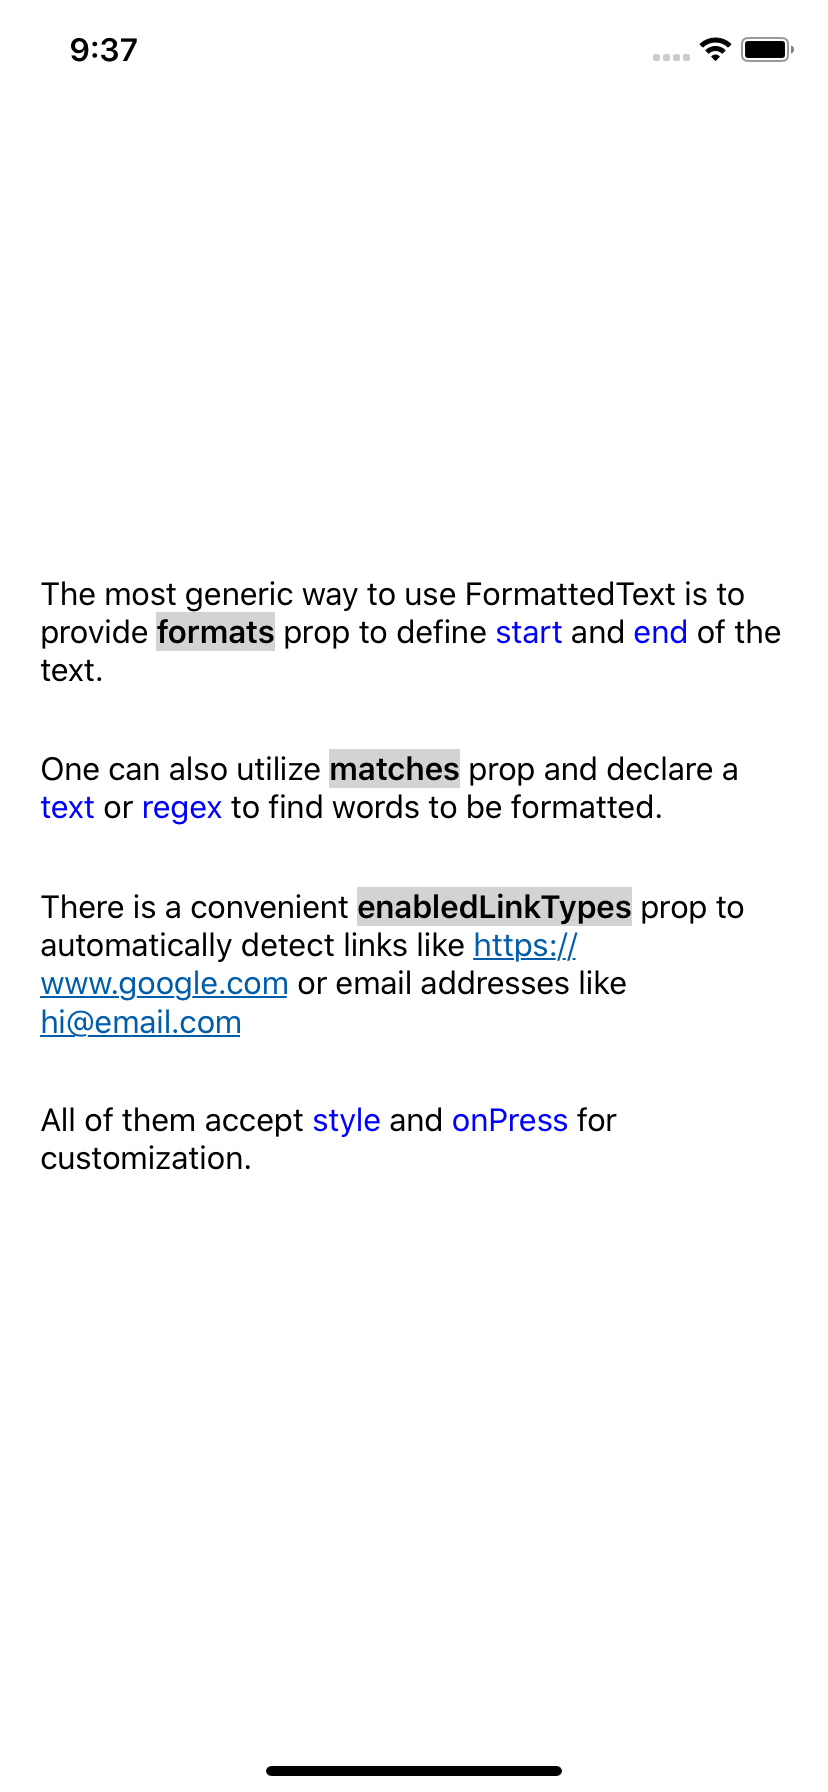 9:37
The most generic way to use FormattedText is to
provide formats prop to define start and end of the
text.
One can also utilize matches prop and declare a
text or regex to find words to be formatted.
There is a convenient enabledLinkTypes prop to
automatically detect links like https://
www.google.com or email addresses like
hi@email.com
All of them accept style and onPress for
customization.